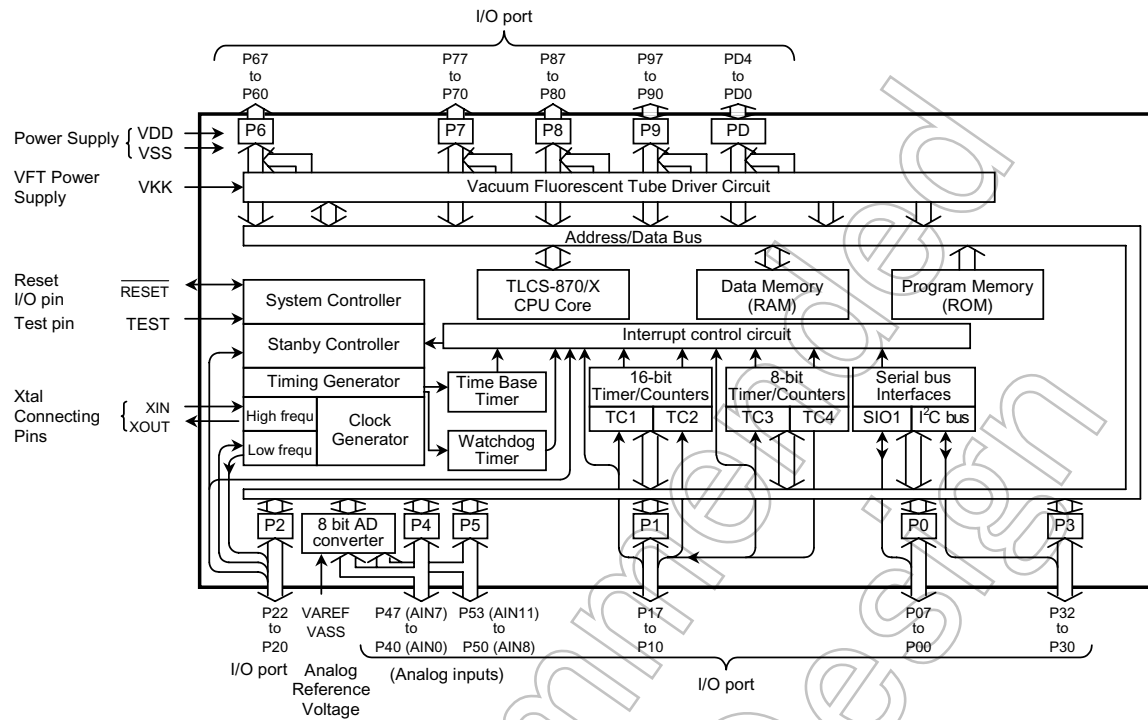 I/O port
P67 P77 P87 P97 PD4
to to to to to
P60 P70 P80 P90 PD0
P6 P7 P8 P9 PD
Power Supply VDD
VSS
VFT Power
Supply
VKK
Vacuum Fluorescent Tube Driver Circuit
Address/Data Bus
Reset
I/O pin
RESET
Test pin TEST
System Controller
Stanby Controller
Timing Generator
High frequ
Low frequ
Clock
Generator
TLCS-870/X
CPU Core
Data Memory
(RAM)
Program Memory
(ROM)
Interrupt control circuit
Time Base
Timer
Watchdog
Timer
16-bit
Timer/Counters
TC1 TC2
8-bit
Timer/Counters
TC3 TC4
Serial bus
Interfaces
SIO1 I²C bus
Xtal
Connecting
Pins
XIN
XOUT
P2
8 bit AD
converter
P4 P5 P1 P0 P3
P22
to
P20
I/O port
VAREF
VASS
Analog
Reference
Voltage
P47 (AIN7)
to
P40 (AIN0)
P53 (AIN11)
to
P50 (AIN8)
(Analog inputs)
P17
to
P10
P07
to
P00
P32
to
P30
I/O port
mmended
Design